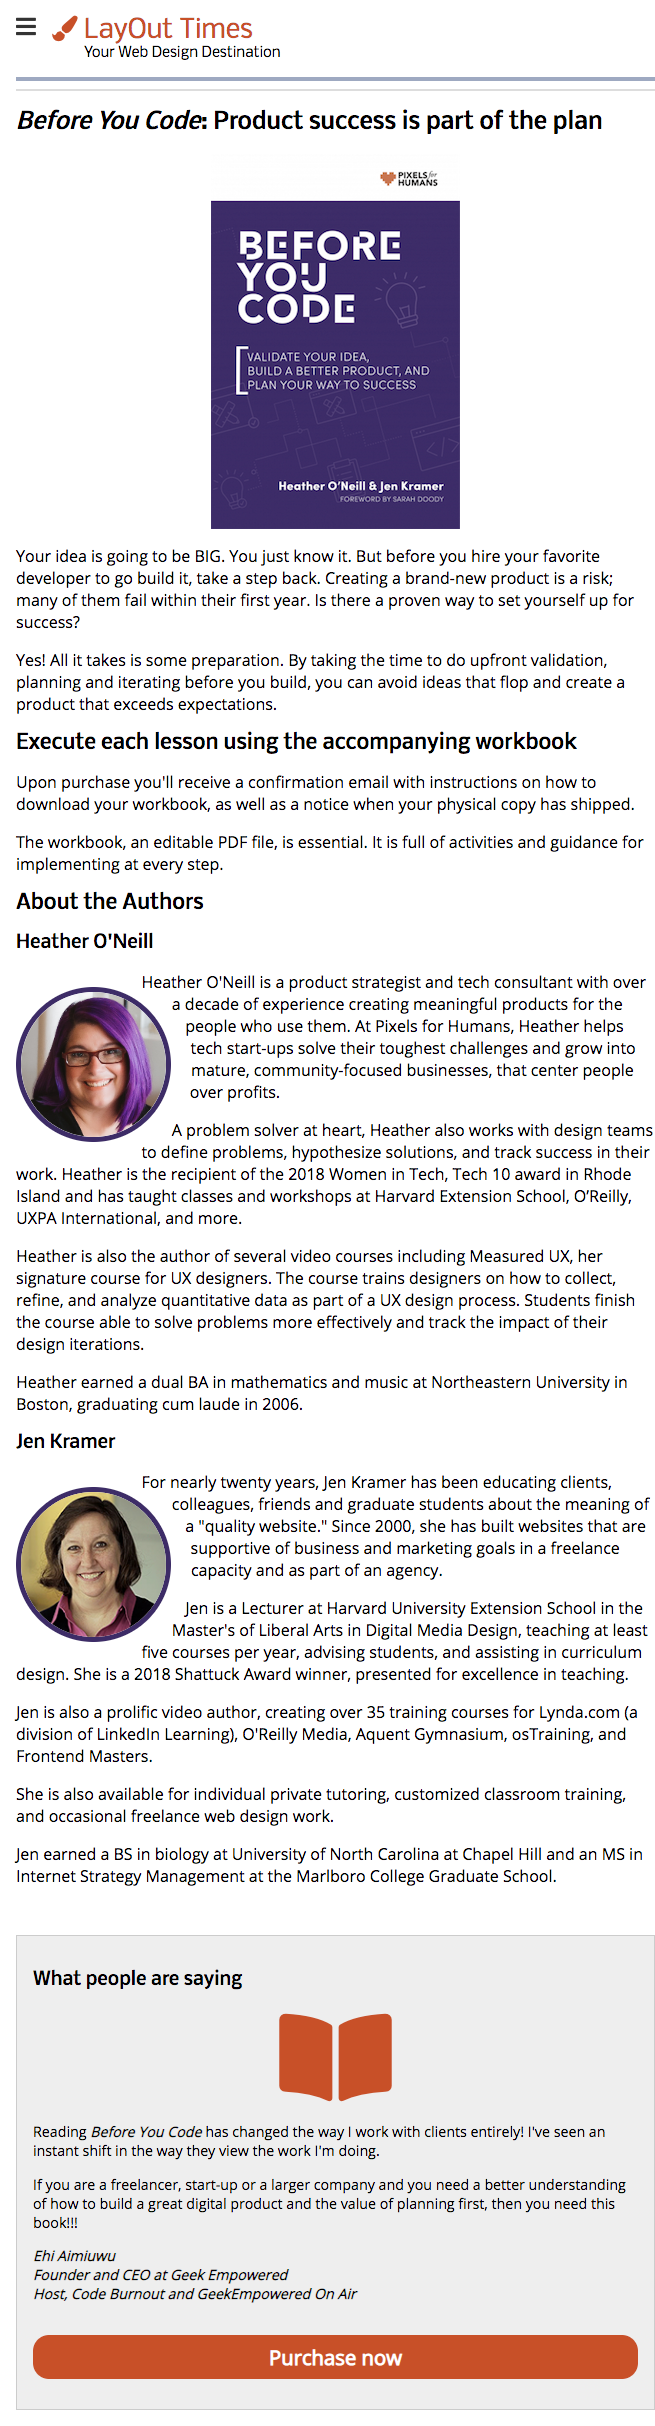 LayOut Times
Your Web Design Destination
Before You Code: Product success is part of the plan
PIXELS for
HUMANS
BEFORE
YOU
CODE
VALIDATE YOUR IDEA,
BUILD A BETTER PRODUCT, AND
PLAN YOUR WAY TO SUCCESS
Heather O'Neill & Jen Kramer
FOREWORD BY SARAH DOODY
Your idea is going to be BIG. You just know it. But before you hire your favorite
developer to go build it, take a step back. Creating a brand-new product is a risk;
many of them fail within their first year. Is there a proven way to set yourself up for
success?
Yes! All it takes is some preparation. By taking the time to do upfront validation,
planning and iterating before you build, you can avoid ideas that flop and create a
product that exceeds expectations.
Execute each lesson using the accompanying workbook
Upon purchase you'll receive a confirmation email with instructions on how to
download your workbook, as well as a notice when your physical copy has shipped.
The workbook, an editable PDF file, is essential. It is full of activities and guidance for
implementing at every step.
About the Authors
Heather O'Neill
Heather O'Neill is a product strategist and tech consultant with over
a decade of experience creating meaningful products for the
people who use them. At Pixels for Humans, Heather helps
tech start-ups solve their toughest challenges and grow into
mature, community-focused businesses, that center people
over profits.
A problem solver at heart, Heather also works with design teams
to define problems, hypothesize solutions, and track success in their
work. Heather is the recipient of the 2018 Women in Tech, Tech 10 award in Rhode
Island and has taught classes and workshops at Harvard Extension School, O’Reilly,
UXPA International, and more.
Heather is also the author of several video courses including Measured UX, her
signature course for UX designers. The course trains designers on how to collect,
refine, and analyze quantitative data as part of a UX design process. Students finish
the course able to solve problems more effectively and track the impact of their
design iterations.
Heather earned a dual BA in mathematics and music at Northeastern University in
Boston, graduating cum laude in 2006.
Jen Kramer
For nearly twenty years, Jen Kramer has been educating clients,
colleagues, friends and graduate students about the meaning of
a "quality website." Since 2000, she has built websites that are
supportive of business and marketing goals in a freelance
capacity and as part of an agency.
Jen is a Lecturer at Harvard University Extension School in the
Master's of Liberal Arts in Digital Media Design, teaching at least
five courses per year, advising students, and assisting in curriculum
design. She is a 2018 Shattuck Award winner, presented for excellence in teaching.
Jen is also a prolific video author, creating over 35 training courses for Lynda.com (a
division of LinkedIn Learning), O'Reilly Media, Aquent Gymnasium, osTraining, and
Frontend Masters.
She is also available for individual private tutoring, customized classroom training,
and occasional freelance web design work.
Jen earned a BS in biology at University of North Carolina at Chapel Hill and an MS in
Internet Strategy Management at the Marlboro College Graduate School.
What people are saying
Reading Before You Code has changed the way I work with clients entirely! I've seen an
instant shift in the way they view the work I'm doing.
If you are a freelancer, start-up or a larger company and you need a better understanding
of how to build a great digital product and the value of planning first, then you need this
book!!!
Ehi Aimiuwu
Founder and CEO at Geek Empowered
Host, Code Burnout and GeekEmpowered On Air
Purchase now